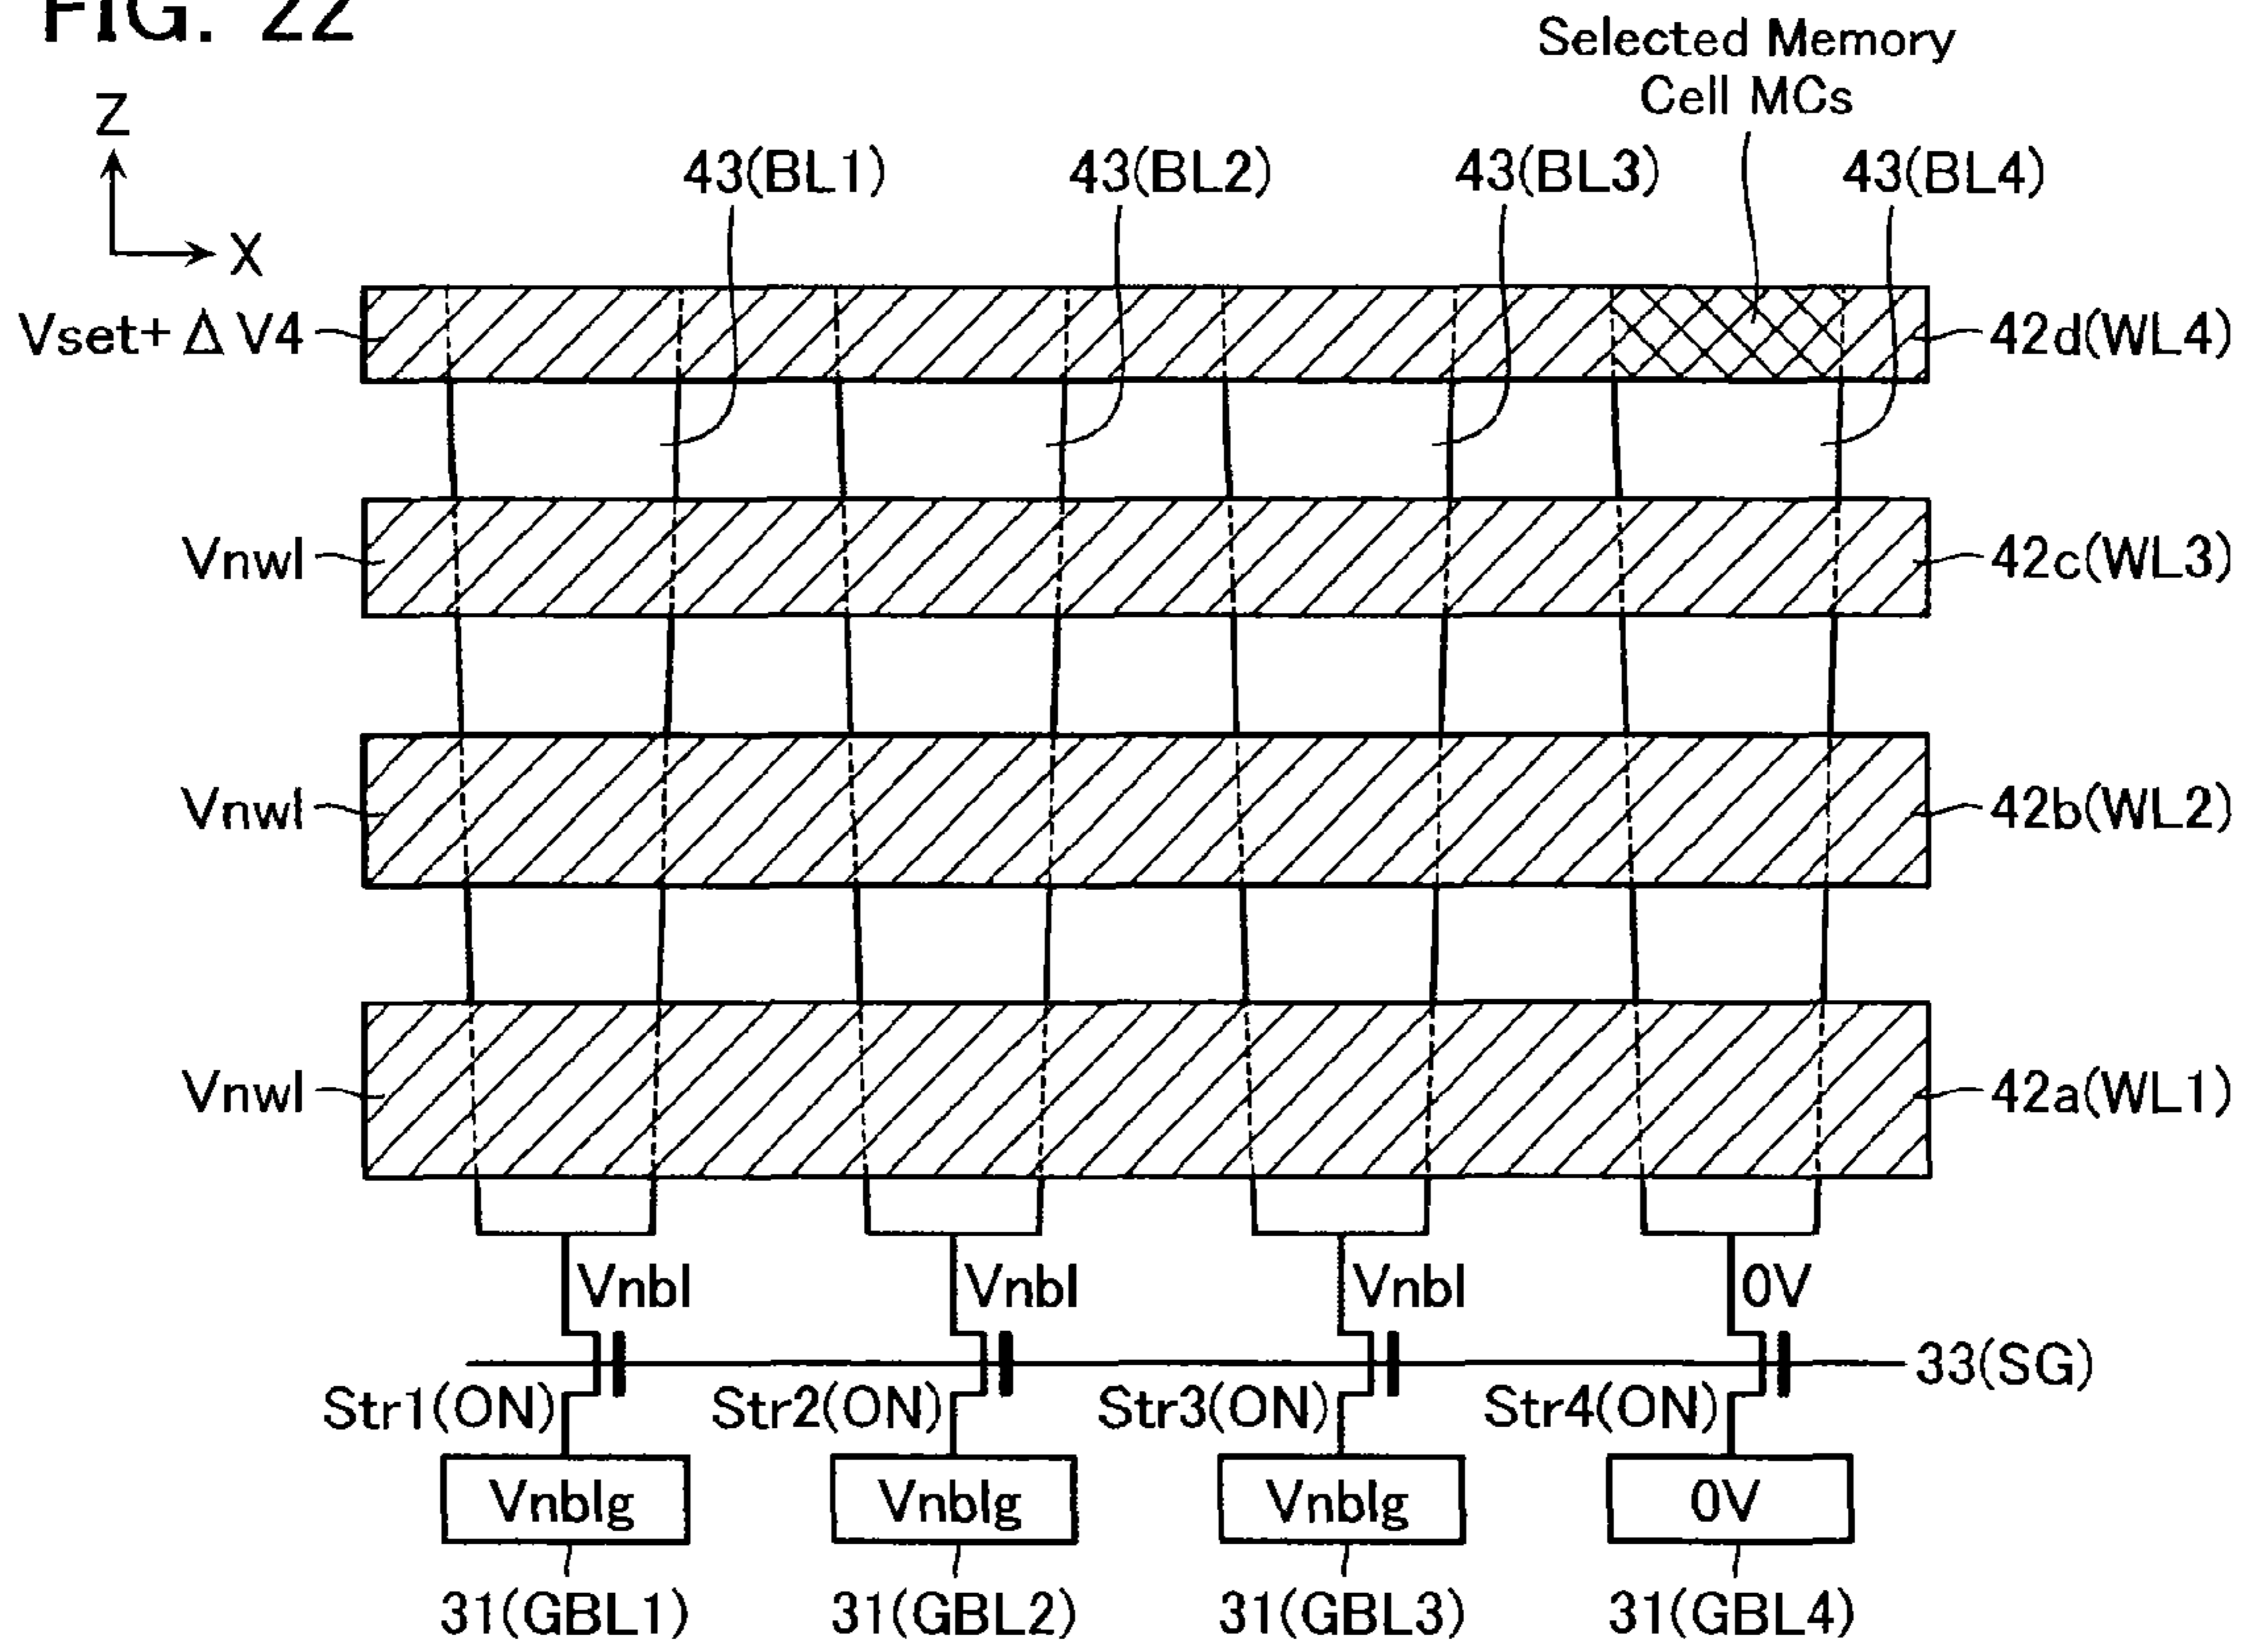 FIG. 22
Selected Memory
Cell MCs
Z
X
43(BL1) 43(BL2) 43(BL3) 43(BL4)
Vset+ΔV4 42d(WL4)
Vnwl 42c(WL3)
Vnwl 42b(WL2)
Vnwl 42a(WL1)
Vnbl Vnbl Vnbl 0V
33(SG)
Str1(ON) Str2(ON) Str3(ON) Str4(ON)
Vnblg Vnblg Vnblg 0V
31(GBL1) 31(GBL2) 31(GBL3) 31(GBL4)